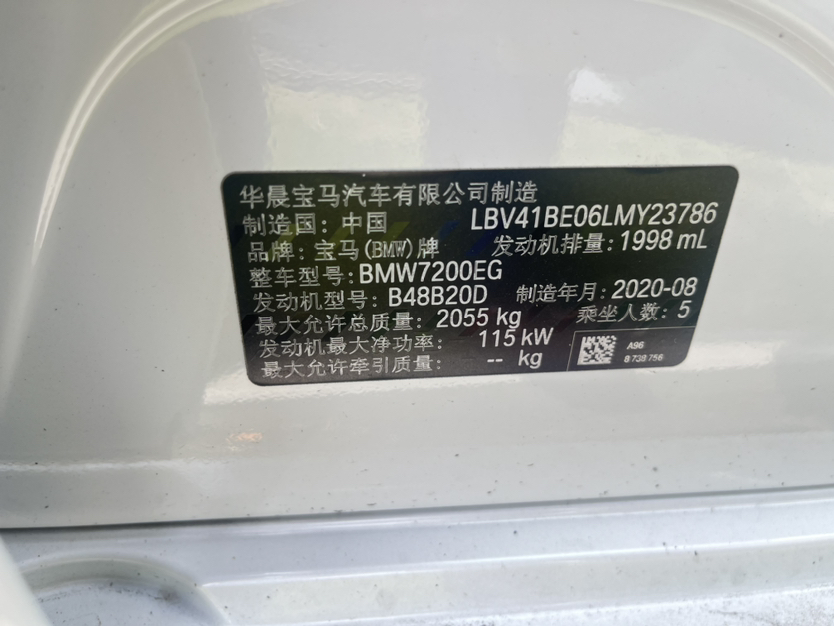 华晨宝马汽车有限公司制造
制造国：中国 LBV41BE06LMY23786
品牌：宝马(BMW)牌 发动机排量：1998 mL
整车型号：BMW7200EG
发动机型号：B48B20D 制造年月：2020-08
最大允许总质量：2055 kg 乘坐人数：5
发动机最大净功率：115 kW
最大允许牵引质量：-- kg
A96
8 739 756